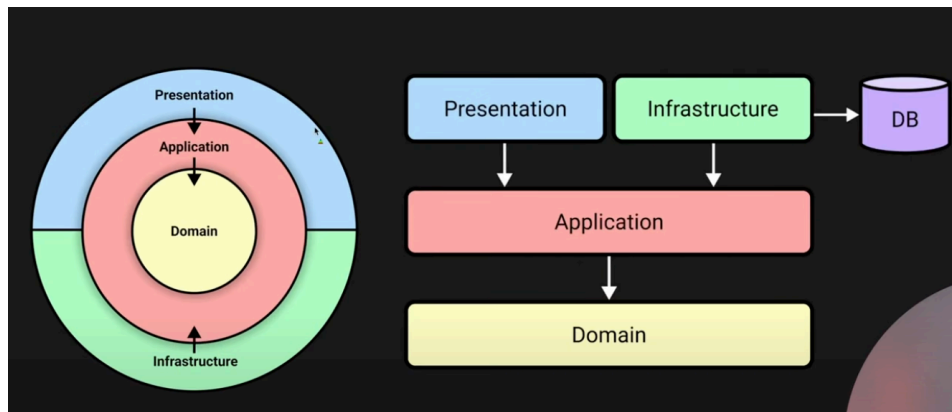 Presentation
Application
Domain
Infrastructure
Presentation
Infrastructure
DB
Application
Domain